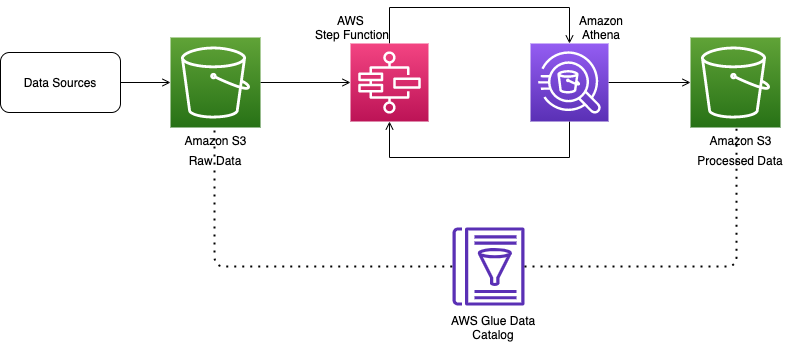 AWS
Step Function
Amazon
Athena
Data Sources
Amazon S3
Raw Data
Amazon S3
Processed Data
AWS Glue Data
Catalog